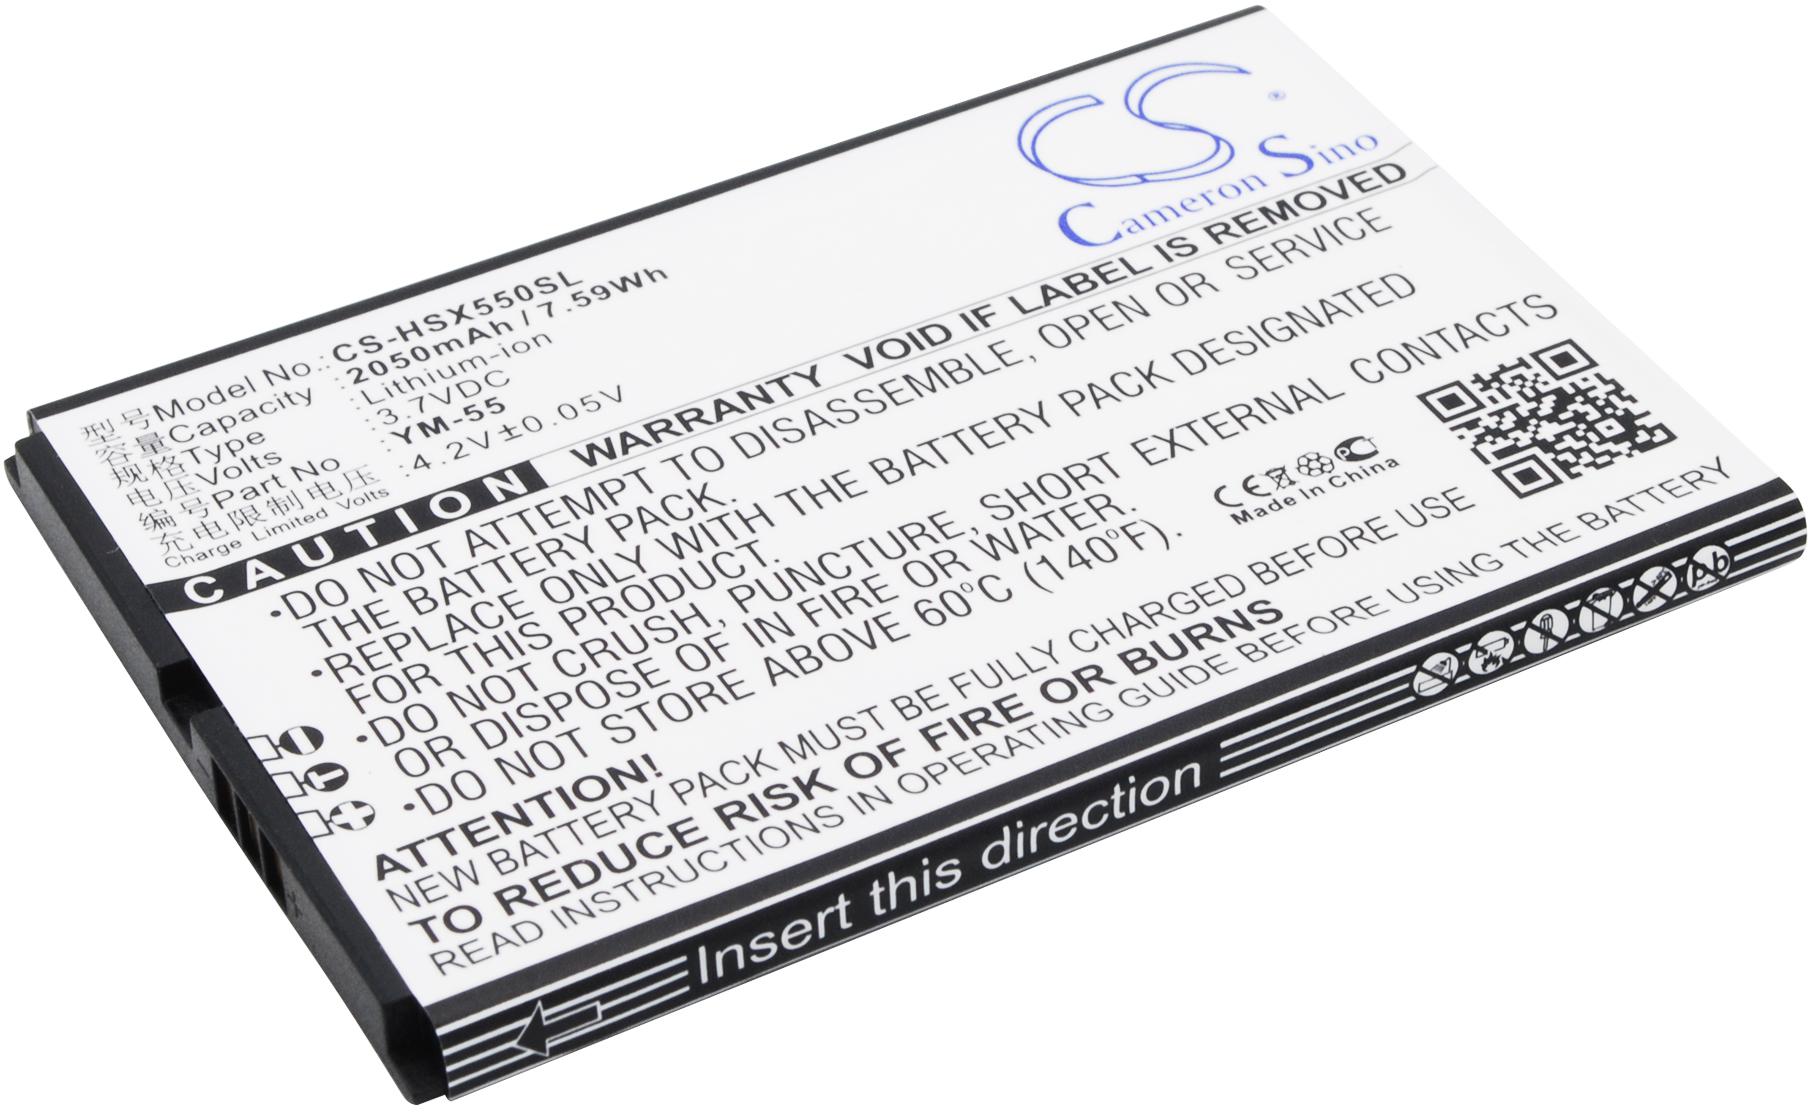 CS®
Cameron Sino
型号Model No.: CS-HSX550SL
容量Capacity : 2050mAh / 7.59Wh
规格Type : Lithium-ion
电压Volts : 3.7VDC
编号Part No : YM-55
充电限制电压 : 4.2V±0.05V
Charge Limited Volts
CAUTION WARRANTY VOID IF LABEL IS REMOVED
•DO NOT ATTEMPT TO DISASSEMBLE, OPEN OR SERVICE
THE BATTERY PACK.
•REPLACE ONLY WITH THE BATTERY PACK DESIGNATED
FOR THIS PRODUCT.
•DO NOT CRUSH, PUNCTURE, SHORT EXTERNAL CONTACTS
OR DISPOSE OF IN FIRE OR WATER.
•DO NOT STORE ABOVE 60°C (140°F).
CE
Made in China
ATTENTION!
NEW BATTERY PACK MUST BE FULLY CHARGED BEFORE USE
TO REDUCE RISK OF FIRE OR BURNS
READ INSTRUCTIONS IN OPERATING GUIDE BEFORE USING THE BATTERY
Insert this direction
Pb